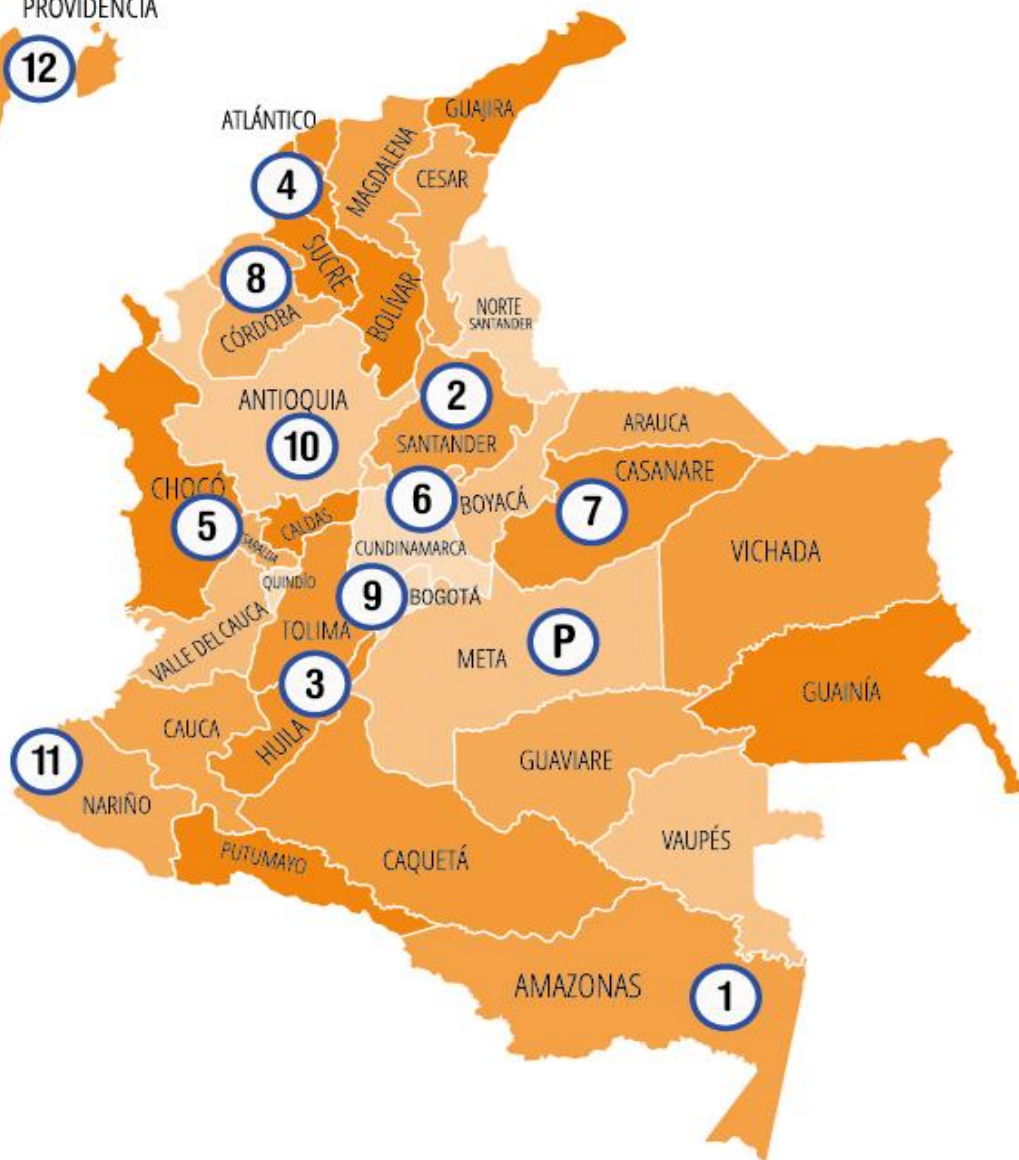 PROVIDENCIA
12
ATLÁNTICO
GUAJIRA
MAGDALENA
CESAR
4
SUCRE
8
BOLÍVAR
NORTE
SANTANDER
CÓRDOBA
2
ANTIOQUIA
10
SANTANDER
ARAUCA
CASANARE
CHOCÓ
5
6
BOYACÁ
7
CALDAS
RISARALDA
CUNDINAMARCA
VICHADA
QUINDÍO
9
BOGOTÁ
TOLIMA
VALLE DEL CAUCA
META
P
3
GUAINÍA
CAUCA
HUILA
11
GUAVIARE
NARIÑO
VAUPÉS
PUTUMAYO
CAQUETÁ
AMAZONAS
1